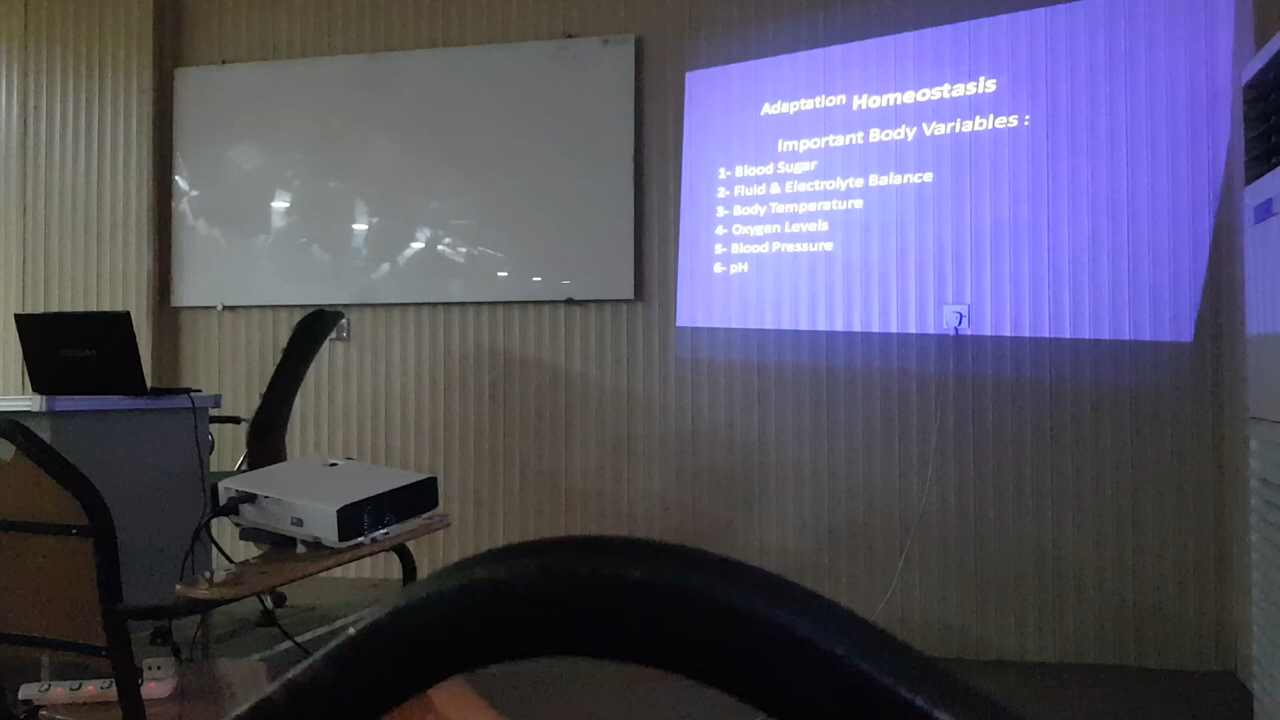 Adaptation Homeostasis
Important Body Variables :
1- Blood Sugar
2- Fluid & Electrolyte Balance
3- Body Temperature
4- Oxygen Levels
5- Blood Pressure
6- pH